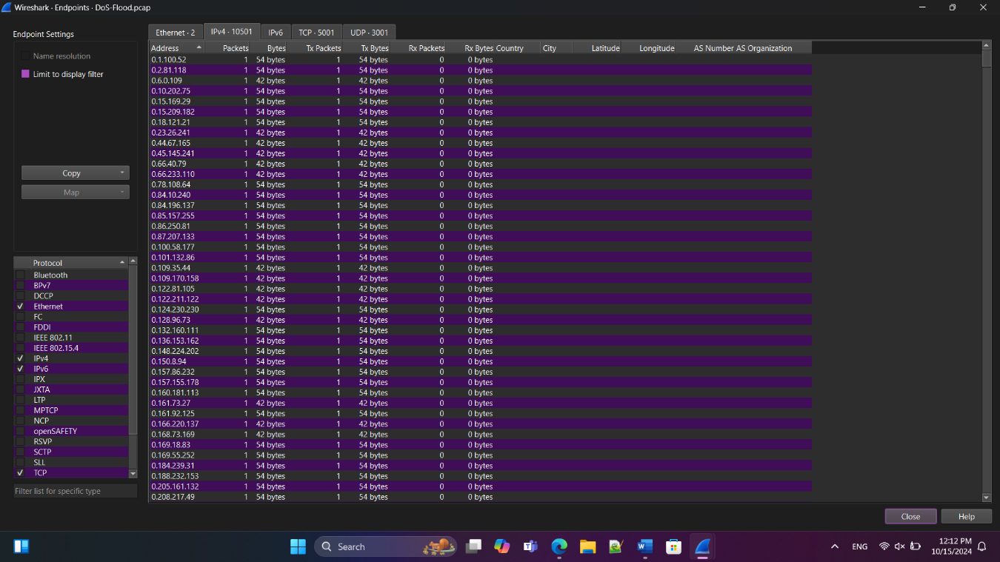 Wireshark · Endpoints · DoS-Flood.pcap
Endpoint Settings
Name resolution
Limit to display filter
Copy
Map
Protocol
Bluetooth
BPv7
DCCP
Ethernet
FC
FDDI
IEEE 802.11
IEEE 802.15.4
IPv4
IPv6
IPX
JXTA
LTP
MPTCP
NCP
openSAFETY
RSVP
SCTP
SLL
TCP
Filter list for specific type
Ethernet · 2 IPv4 · 10501 IPv6 TCP · 5001 UDP · 3001
Address Packets Bytes Tx Packets Tx Bytes Rx Packets Rx Bytes Country City Latitude Longitude AS Number AS Organization
0.1.100.52 1 54 bytes 1 54 bytes 0 0 bytes
0.2.81.118 1 54 bytes 1 54 bytes 0 0 bytes
0.6.0.109 1 42 bytes 1 42 bytes 0 0 bytes
0.10.202.75 1 54 bytes 1 54 bytes 0 0 bytes
0.15.169.29 1 54 bytes 1 54 bytes 0 0 bytes
0.15.209.182 1 54 bytes 1 54 bytes 0 0 bytes
0.18.121.21 1 54 bytes 1 54 bytes 0 0 bytes
0.23.26.241 1 42 bytes 1 42 bytes 0 0 bytes
0.44.67.165 1 42 bytes 1 42 bytes 0 0 bytes
0.45.145.241 1 42 bytes 1 42 bytes 0 0 bytes
0.66.40.79 1 42 bytes 1 42 bytes 0 0 bytes
0.66.233.110 1 42 bytes 1 42 bytes 0 0 bytes
0.78.108.64 1 54 bytes 1 54 bytes 0 0 bytes
0.84.10.240 1 54 bytes 1 54 bytes 0 0 bytes
0.84.196.137 1 54 bytes 1 54 bytes 0 0 bytes
0.85.157.255 1 54 bytes 1 54 bytes 0 0 bytes
0.86.250.81 1 54 bytes 1 54 bytes 0 0 bytes
0.87.207.133 1 54 bytes 1 54 bytes 0 0 bytes
0.100.58.177 1 54 bytes 1 54 bytes 0 0 bytes
0.101.132.86 1 54 bytes 1 54 bytes 0 0 bytes
0.109.35.44 1 42 bytes 1 42 bytes 0 0 bytes
0.109.170.158 1 42 bytes 1 42 bytes 0 0 bytes
0.122.81.105 1 42 bytes 1 42 bytes 0 0 bytes
0.122.211.122 1 42 bytes 1 42 bytes 0 0 bytes
0.124.230.230 1 54 bytes 1 54 bytes 0 0 bytes
0.128.96.73 1 42 bytes 1 42 bytes 0 0 bytes
0.132.160.111 1 54 bytes 1 54 bytes 0 0 bytes
0.136.153.162 1 54 bytes 1 54 bytes 0 0 bytes
0.148.224.202 1 54 bytes 1 54 bytes 0 0 bytes
0.150.8.94 1 54 bytes 1 54 bytes 0 0 bytes
0.157.86.232 1 54 bytes 1 54 bytes 0 0 bytes
0.157.155.178 1 54 bytes 1 54 bytes 0 0 bytes
0.160.181.113 1 54 bytes 1 54 bytes 0 0 bytes
0.161.73.27 1 42 bytes 1 42 bytes 0 0 bytes
0.161.92.125 1 54 bytes 1 54 bytes 0 0 bytes
0.166.220.137 1 42 bytes 1 42 bytes 0 0 bytes
0.168.73.169 1 42 bytes 1 42 bytes 0 0 bytes
0.169.18.83 1 54 bytes 1 54 bytes 0 0 bytes
0.169.55.252 1 54 bytes 1 54 bytes 0 0 bytes
0.184.239.31 1 54 bytes 1 54 bytes 0 0 bytes
0.188.232.153 1 54 bytes 1 54 bytes 0 0 bytes
0.205.161.132 1 54 bytes 1 54 bytes 0 0 bytes
0.208.217.49 1 54 bytes 1 54 bytes 0 0 bytes
Close Help
Search ENG 12:12 PM
10/15/2024